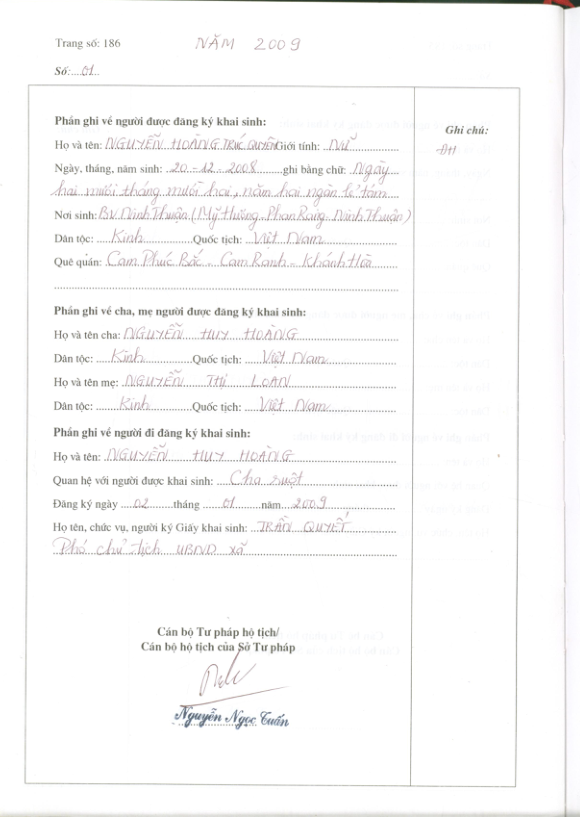 Trang số: 186 NĂM 2009
Số: 01
Phần ghi về người được đăng ký khai sinh:
Ghi chú:
Họ và tên: NGUYỄN HOÀNG TRÚC QUYÊN Giới tính: NỮ
Ngày, tháng, năm sinh: 20-12-2008 ghi bằng chữ: Ngày
hai mươi tháng mười hai, năm hai ngàn lẻ tám
Nơi sinh: BV Ninh Thuận (Mỹ Hương, Phan Rang, Ninh Thuận)
Dân tộc: Kinh Quốc tịch: Việt Nam
Quê quán: Cam Phúc Bắc - Cam Ranh - Khánh Hòa
Phần ghi về cha, mẹ người được đăng ký khai sinh:
Họ và tên cha: NGUYỄN HUY HOÀNG
Dân tộc: Kinh Quốc tịch: Việt Nam
Họ và tên mẹ: NGUYỄN THỊ LOAN
Dân tộc: Kinh Quốc tịch: Việt Nam
Phần ghi về người đi đăng ký khai sinh:
Họ và tên: NGUYỄN HUY HOÀNG
Quan hệ với người được khai sinh: Cha ruột
Đăng ký ngày 02 tháng 01 năm 2009
Họ tên, chức vụ, người ký Giấy khai sinh: TRẦN QUYẾT
Phó chủ tịch UBND xã
Cán bộ Tư pháp hộ tịch/
Cán bộ hộ tịch của Sở Tư pháp
Nguyễn Ngọc Tuấn